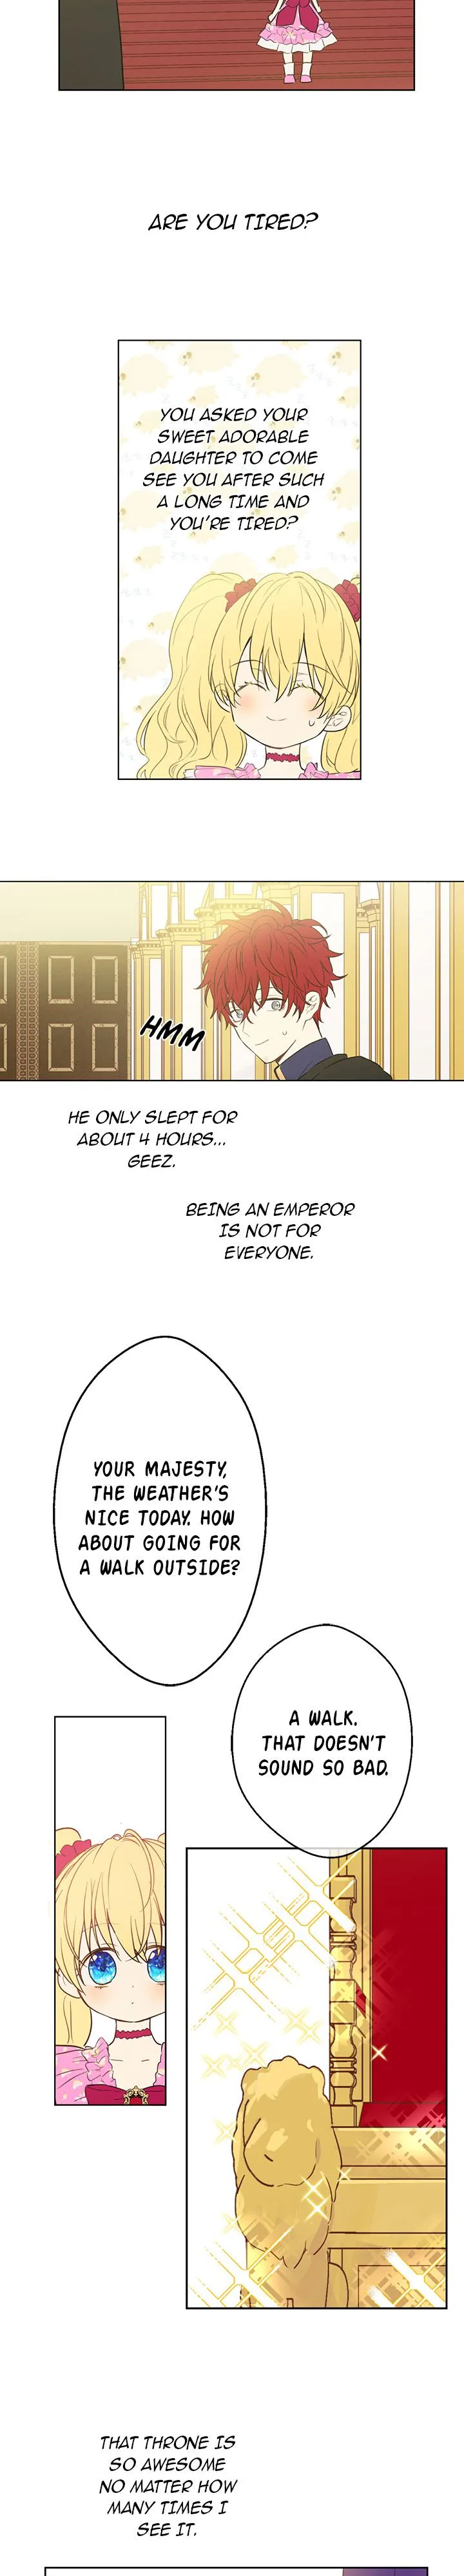 ARE YOU TIRED?
YOU ASKED YOUR
SWEET ADORABLE
DAUGHTER TO COME
SEE YOU AFTER SUCH
A LONG TIME AND
YOU'RE TIRED?
HMM
HE ONLY SLEPT FOR
ABOUT 4 HOURS...
GEEZ.
BEING AN EMPEROR
IS NOT FOR
EVERYONE.
YOUR MAJESTY,
THE WEATHER'S
NICE TODAY. HOW
ABOUT GOING FOR
A WALK OUTSIDE?
A WALK.
THAT DOESN'T
SOUND SO BAD.
THAT THRONE IS
SO AWESOME
NO MATTER HOW
MANY TIMES I
SEE IT.